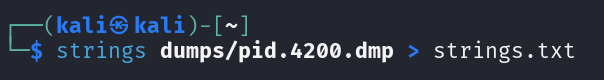 ┌──(kali㉿kali)-[~]
└─$ strings dumps/pid.4200.dmp > strings.txt